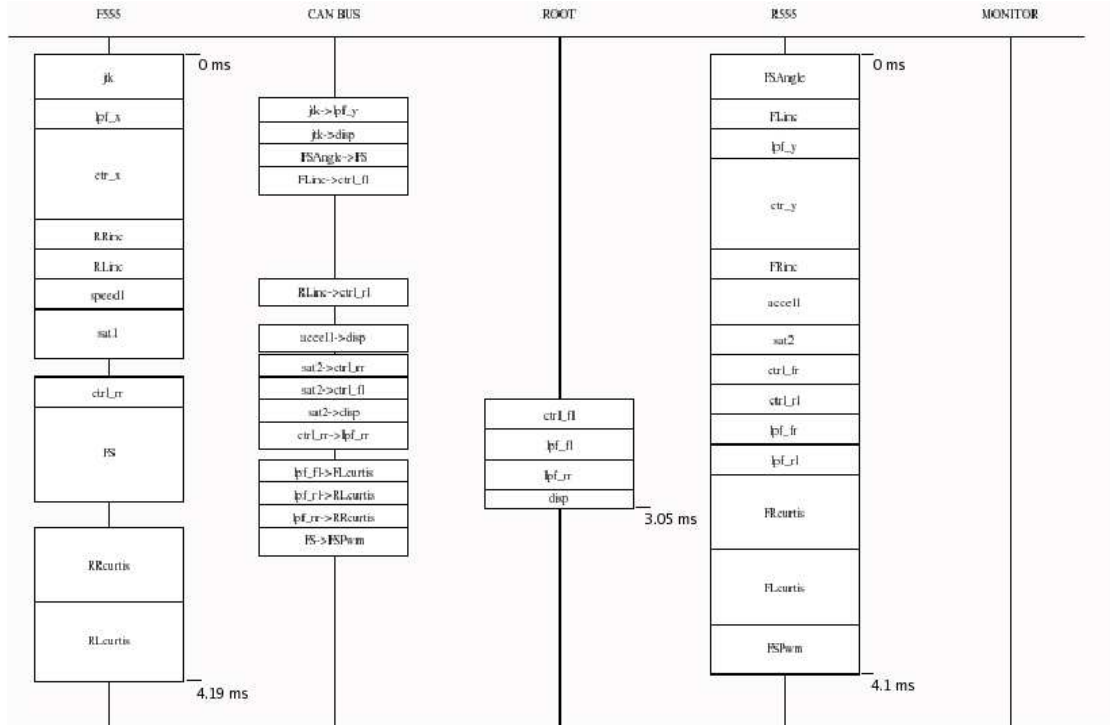 F555 CAN BUS ROOT R555 MONITOR
0 ms
jtk
lpf_x
ctr_x
RRinc
RLinc
speed1
sat1
ctrl_rr
FS
RRcurtis
RLcurtis
4.19 ms
jtk->lpf_y
jtk->disp
FSAngle->FS
FLinc->ctrl_fl
RLinc->ctrl_rl
accel1->disp
sat2->ctrl_rr
sat2->ctrl_fl
sat2->disp
ctrl_rr->lpf_rr
lpf_fl->FLcurtis
lpf_rl->RLcurtis
lpf_rr->RRcurtis
FS->FSPwm
ctrl_fl
lpf_fl
lpf_rr
disp
3.05 ms
0 ms
FSAngle
FLinc
lpf_y
ctr_y
FRinc
accel1
sat2
ctrl_fr
ctrl_rl
lpf_fr
lpf_rl
FRcurtis
FLcurtis
FSPwm
4.1 ms